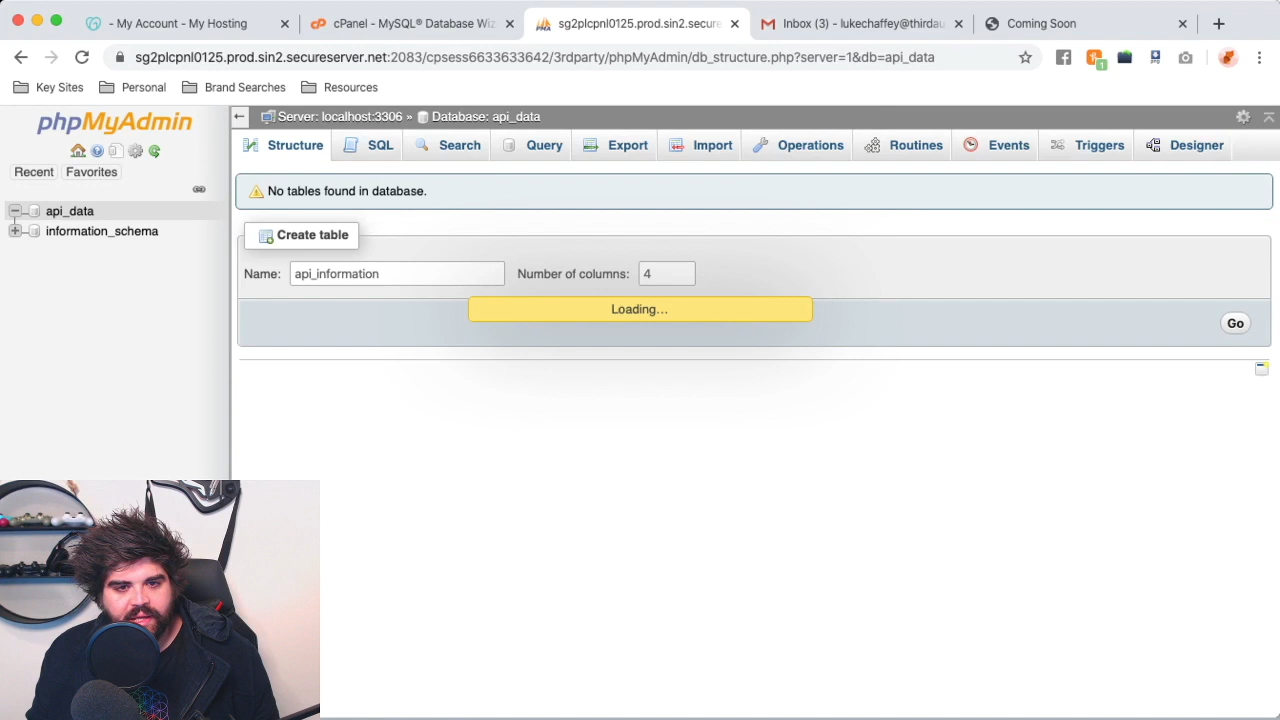 - My Account - My Hosting
cPanel - MySQL® Database Wiz
sg2plcpnl0125.prod.sin2.secure
Inbox (3) - lukechaffey@thirdau
Coming Soon
sg2plcpnl0125.prod.sin2.secureserver.net:2083/cpsess6633633642/3rdparty/phpMyAdmin/db_structure.php?server=1&db=api_data
1
Key Sites
Personal
Brand Searches
Resources
phpMyAdmin
Recent
Favorites
api_data
information_schema
Server: localhost:3306 » Database: api_data
Structure
SQL
Search
Query
Export
Import
Operations
Routines
Events
Triggers
Designer
No tables found in database.
Create table
Name: api_information Number of columns: 4
Loading…
Go